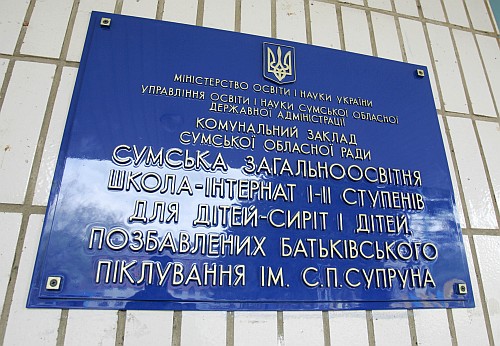 МІНІСТЕРСТВО ОСВІТИ І НАУКИ УКРАЇНИ
УПРАВЛІННЯ ОСВІТИ І НАУКИ СУМСЬКОЇ ОБЛАСНОЇ
ДЕРЖАВНОЇ АДМІНІСТРАЦІЇ
КОМУНАЛЬНИЙ ЗАКЛАД
СУМСЬКОЇ ОБЛАСНОЇ РАДИ
СУМСЬКА ЗАГАЛЬНООСВІТНЯ
ШКОЛА-ІНТЕРНАТ І-ІІ СТУПЕНІВ
ДЛЯ ДІТЕЙ-СИРІТ І ДІТЕЙ,
ПОЗБАВЛЕНИХ БАТЬКІВСЬКОГО
ПІКЛУВАННЯ ІМ. С.П.СУПРУНА